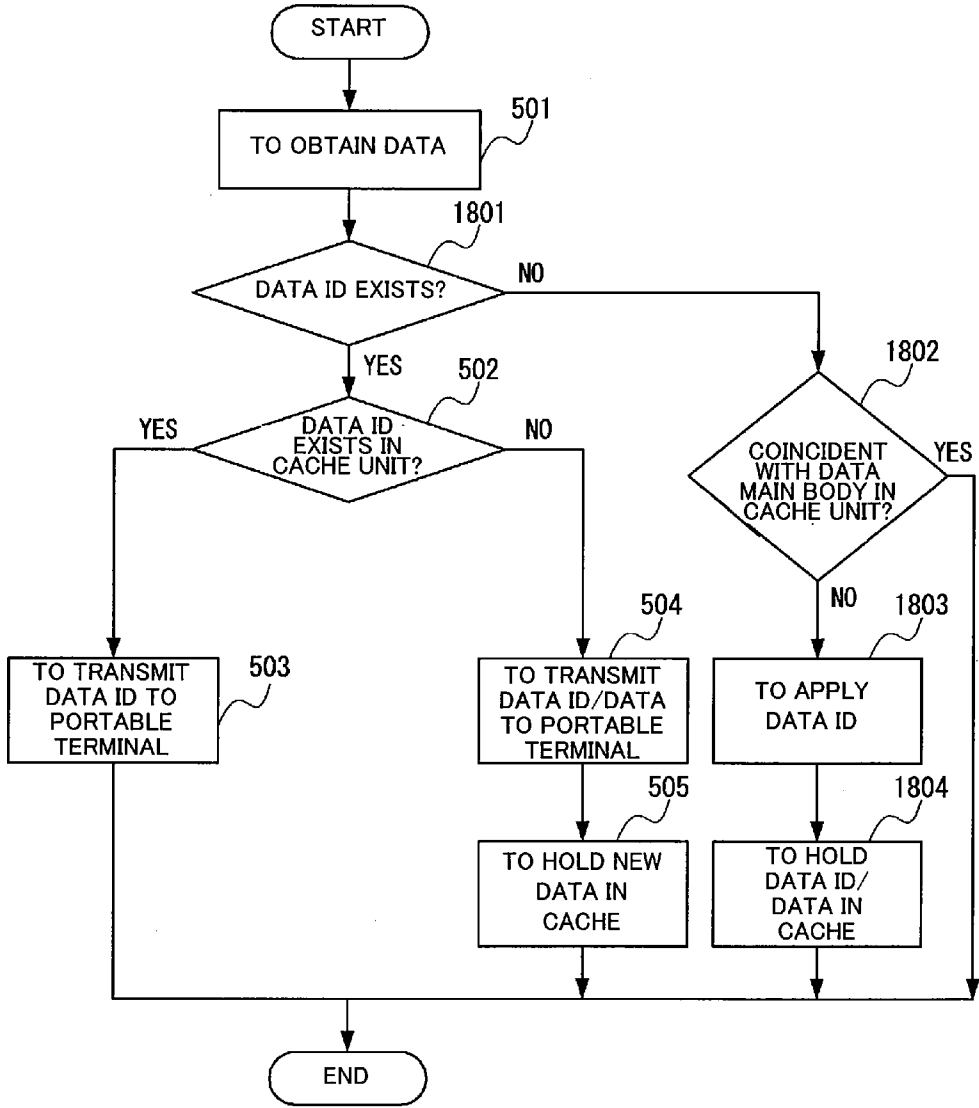 START
501
TO OBTAIN DATA
1801
DATA ID EXISTS?
NO
YES
502
DATA ID
EXISTS IN
CACHE UNIT?
YES
NO
1802
COINCIDENT
WITH DATA
MAIN BODY IN
CACHE UNIT?
YES
NO
503
TO TRANSMIT
DATA ID TO
PORTABLE
TERMINAL
504
TO TRANSMIT
DATA ID/DATA
TO PORTABLE
TERMINAL
1803
TO APPLY
DATA ID
505
TO HOLD NEW
DATA IN
CACHE
1804
TO HOLD
DATA ID/
DATA IN
CACHE
END